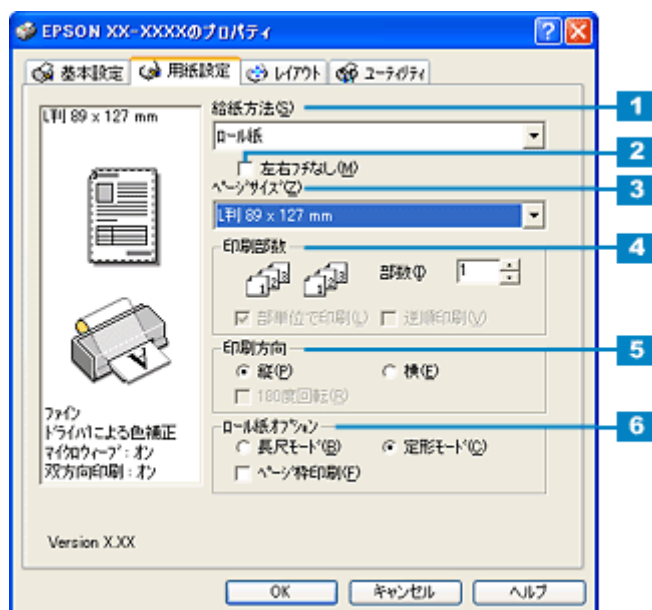 EPSON XX-XXXXのプロパティ
基本設定 用紙設定 レイアウト ユーティリティ
L判 89 x 127 mm
ファイン
ドライバによる色補正
マイクロウィーブ：オン
双方向印刷：オン
Version X.XX
給紙方法(S)
1
ロール紙
左右フチなし(M)
2
ページサイズ(Z)
3
L判 89 x 127 mm
印刷部数
4
1 2 3 1 2 3
部数(I) 1
部単位で印刷(L) 逆順印刷(V)
印刷方向
5
縦(P) 横(E)
180度回転(R)
ロール紙オプション
6
長尺モード(B) 定形モード(C)
ページ枠印刷(F)
OK キャンセル ヘルプ